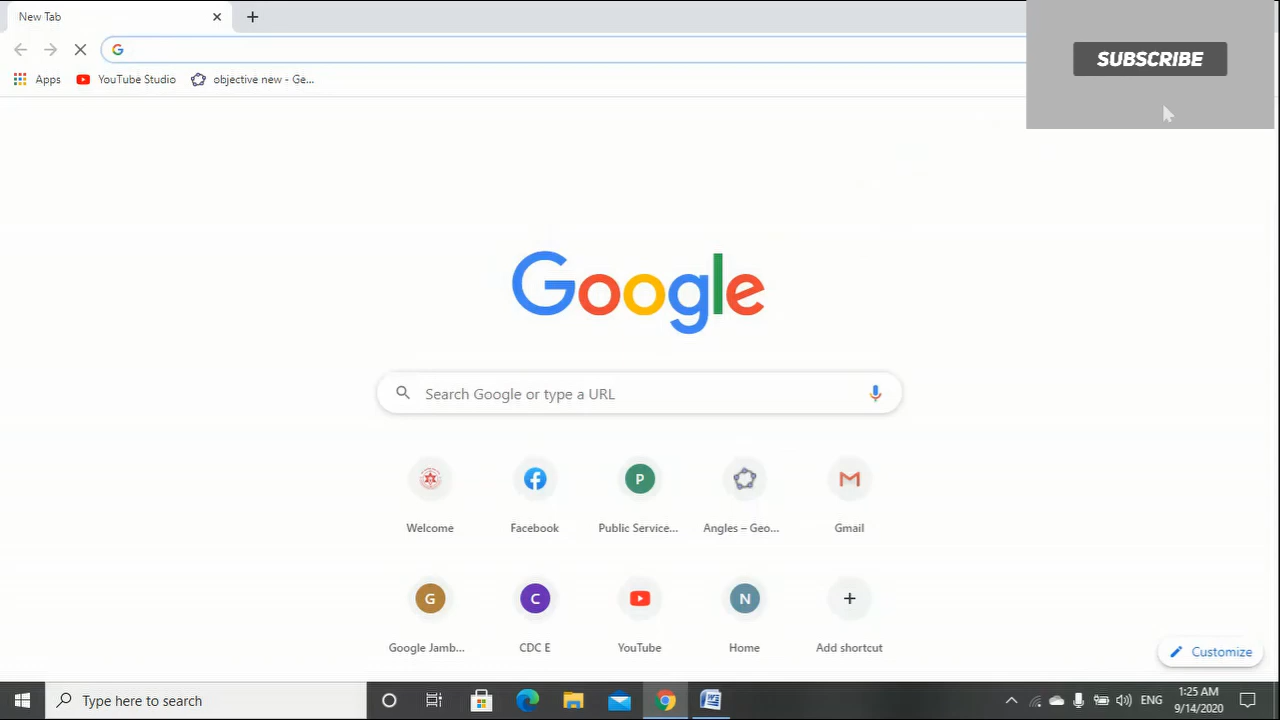 New Tab
SUBSCRIBE
Apps YouTube Studio objective new - Ge...
Google
Search Google or type a URL
Welcome Facebook Public Service... Angles – Geo... Gmail
P
G C N
Google Jamb... CDC E YouTube Home Add shortcut
Customize
Type here to search
ENG
1:25 AM
9/14/2020